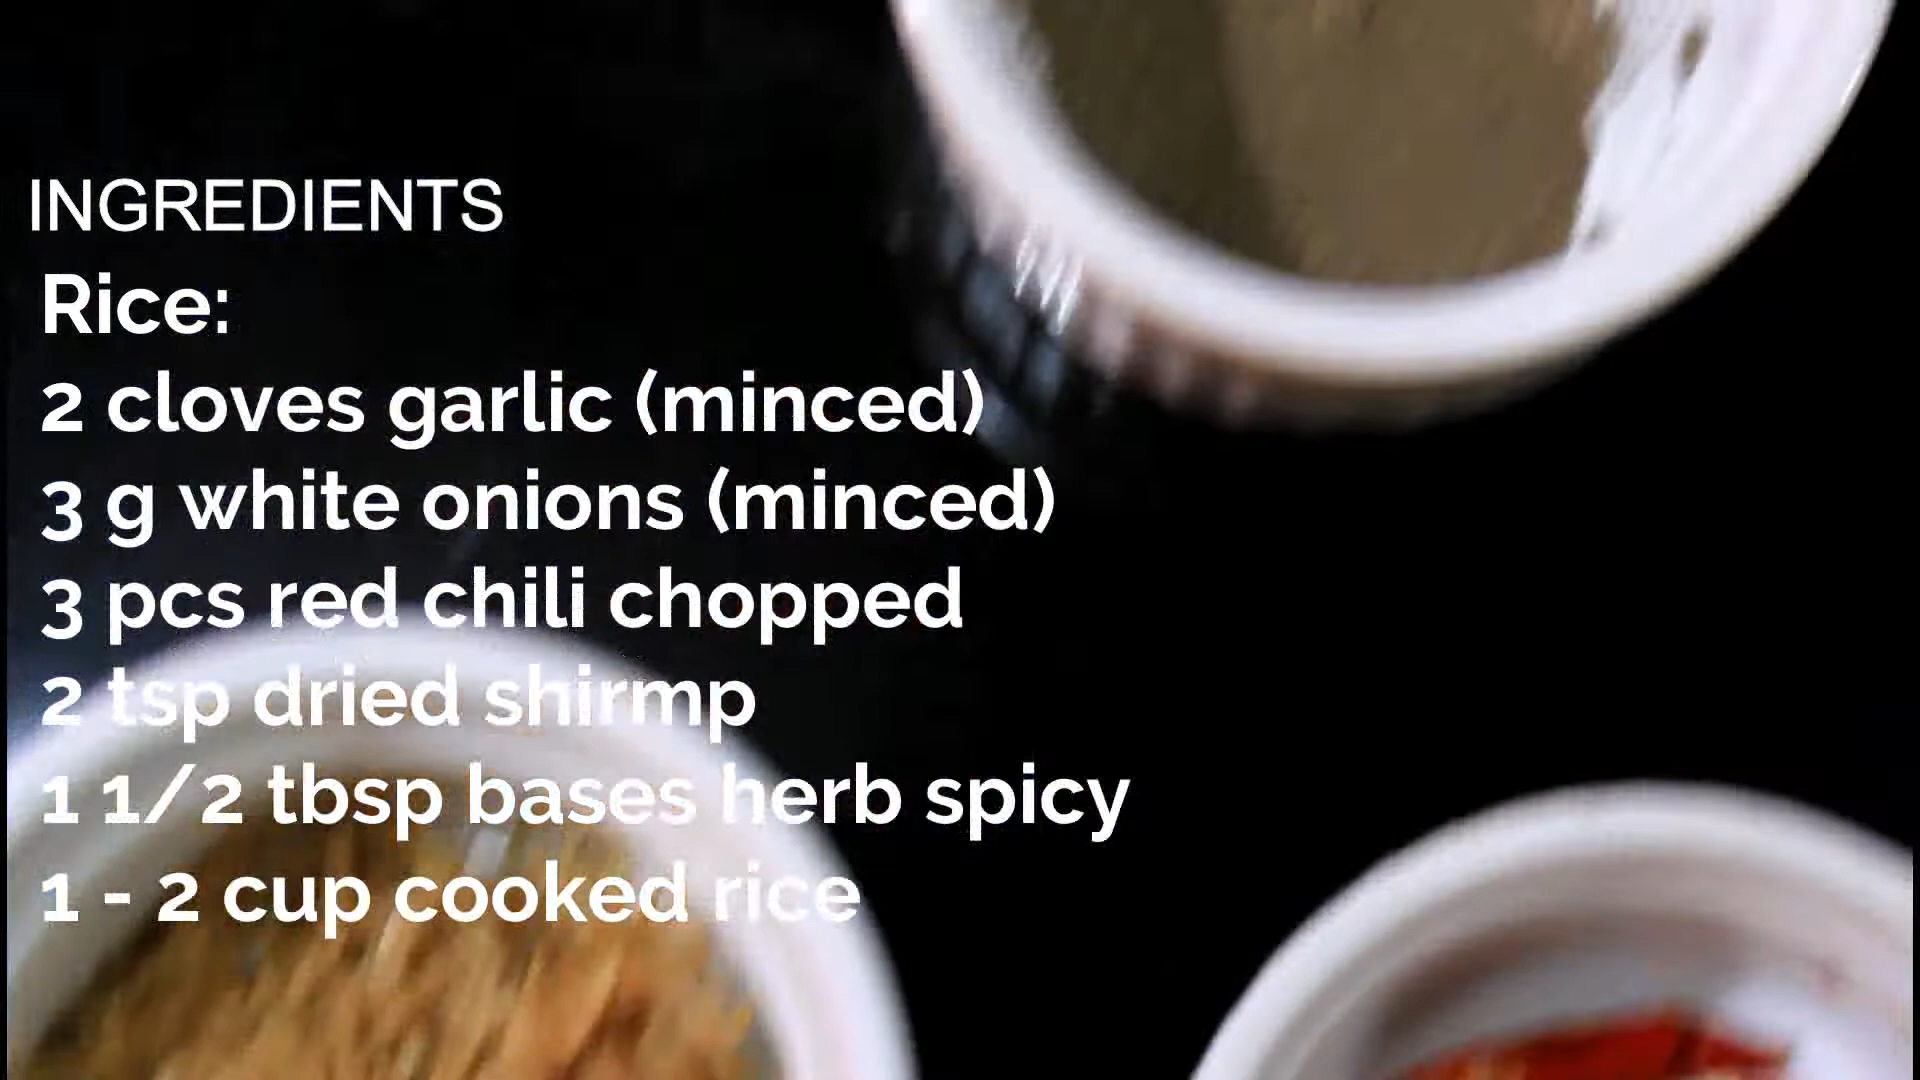 INGREDIENTS
Rice:
2 cloves garlic (minced)
3 g white onions (minced)
3 pcs red chili chopped
2 tsp dried shirmp
1 1/2 tbsp bases herb spicy
1 - 2 cup cooked rice